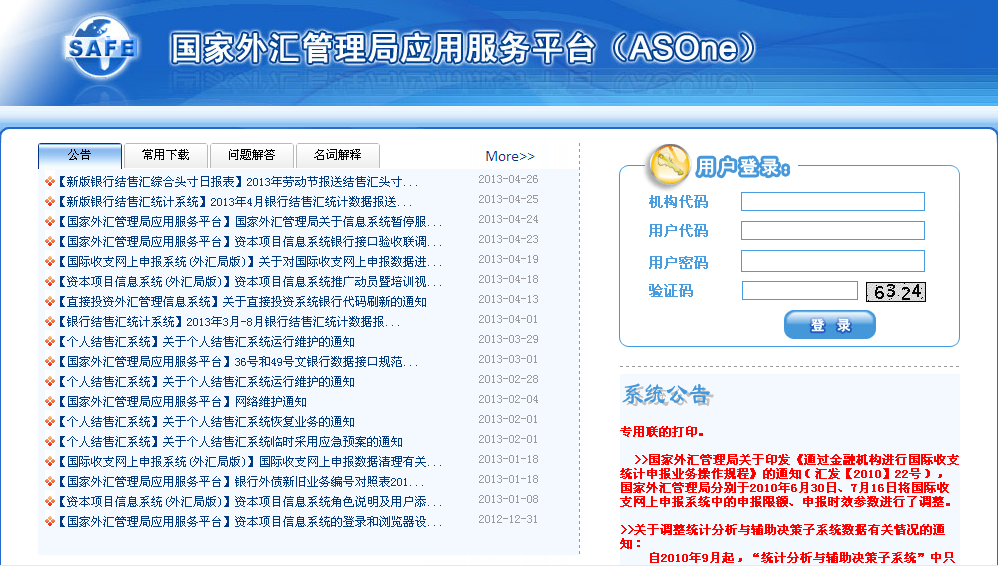 SAFE
国家外汇管理局应用服务平台（ASOne）
公告 常用下载 问题解答 名词解释 More>>
【新版银行结售汇综合头寸日报表】2013年劳动节报送结售汇头寸... 2013-04-26
【新版银行结售汇统计系统】2013年4月银行结售汇统计数据报送... 2013-04-25
【国家外汇管理局应用服务平台】国家外汇管理局关于信息系统暂停服... 2013-04-24
【国家外汇管理局应用服务平台】资本项目信息系统银行接口验收联调... 2013-04-23
【国际收支网上申报系统(外汇局版)】关于对国际收支网上申报数据进... 2013-04-19
【资本项目信息系统(外汇局版)】资本项目信息系统推广动员暨培训视... 2013-04-18
【直接投资外汇管理信息系统】关于直接投资系统银行代码刷新的通知 2013-04-13
【银行结售汇统计系统】2013年3月-8月银行结售汇统计数据报... 2013-04-01
【个人结售汇系统】关于个人结售汇系统运行维护的通知 2013-03-29
【国家外汇管理局应用服务平台】36号和49号文银行数据接口规范... 2013-03-01
【个人结售汇系统】关于个人结售汇系统运行维护的通知 2013-02-28
【国家外汇管理局应用服务平台】网络维护通知 2013-02-04
【个人结售汇系统】关于个人结售汇系统恢复业务的通知 2013-02-01
【个人结售汇系统】关于个人结售汇系统临时采用应急预案的通知 2013-02-01
【国际收支网上申报系统(外汇局版)】国际收支网上申报数据清理有关... 2013-01-18
【国家外汇管理局应用服务平台】银行外债新旧业务编号对照表201... 2013-01-18
【资本项目信息系统(外汇局版)】资本项目信息系统角色说明及用户添... 2013-01-08
【国家外汇管理局应用服务平台】资本项目信息系统的登录和浏览器设... 2012-12-31
用户登录:
机构代码
用户代码
用户密码
验证码 6324
登 录
系统公告
专用联的打印。
>>国家外汇管理局关于印发《通过金融机构进行国际收支
统计申报业务操作规程》的通知（汇发【2010】22号），
国家外汇管理局分别于2010年6月30日、7月16日将国际收
支网上申报系统中的申报限额、申报时效参数进行了调整。
>>关于调整统计分析与辅助决策子系统数据有关情况的通
知：
自2010年9月起，“统计分析与辅助决策子系统”中只